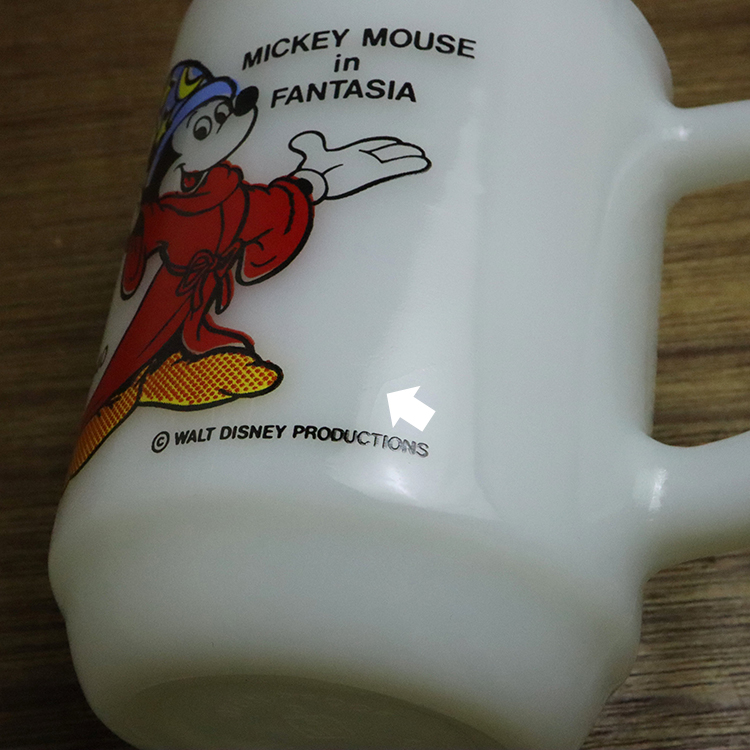 MICKEY MOUSE
in
FANTASIA
© WALT DISNEY PRODUCTIONS